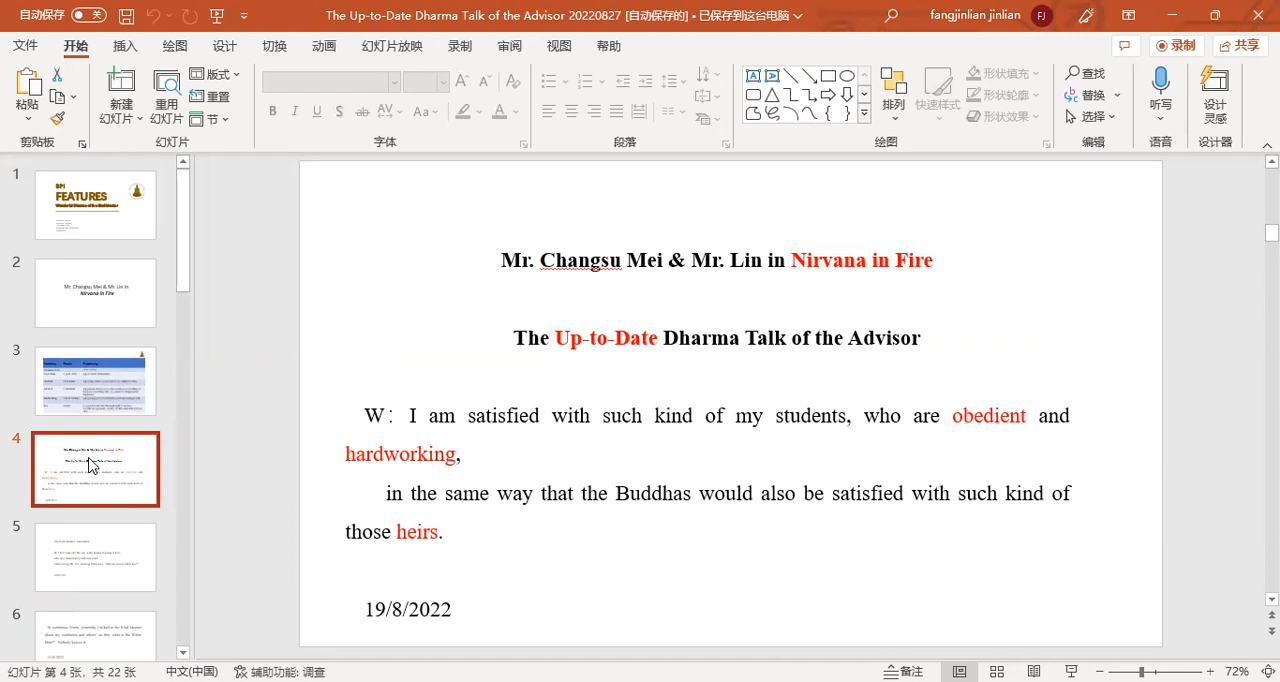 自动保存 关
The Up-to-Date Dharma Talk of the Advisor 20220827 [自动保存的] • 已保存到这台电脑
fangjinlian jinlian FJ
文件 开始 插入 绘图 设计 切换 动画 幻灯片放映 录制 审阅 视图 帮助 录制 共享
粘贴 新建 幻灯片 重用 幻灯片 版式 重置 节
B I U S ab AV Aa A
排列 快速样式 形状填充 形状轮廓 形状效果
查找 替换 选择 听写 设计 灵感
剪贴板 幻灯片 字体 段落 绘图 编辑 语音 设计器
1
BPI
FEATURES
2
Mr. Changsu Mei & Mr. Lin in
Nirvana in Fire
3
4
5
6
Mr. Changsu Mei & Mr. Lin in Nirvana in Fire
The Up-to-Date Dharma Talk of the Advisor
W： I am satisfied with such kind of my students, who are obedient and
hardworking,
in the same way that the Buddhas would also be satisfied with such kind of
those heirs.
19/8/2022
幻灯片 第 4 张，共 22 张 中文(中国) 辅助功能: 调查 备注 72%